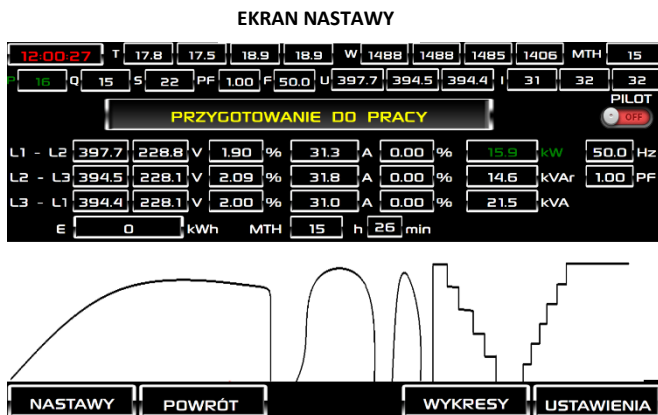 EKRAN NASTAWY
12:00:27 T 17.8 17.5 18.9 18.9 W 1488 1488 1485 1406 MTH 15
P 16 Q 15 S 22 PF 1.00 F 50.0 U 397.7 394.5 394.4 I 31 32 32
PILOT
PRZYGOTOWANIE DO PRACY OFF
L1 - L2 397.7 228.8 V 1.90 % 31.3 A 0.00 % 15.9 kW 50.0 Hz
L2 - L3 394.5 228.1 V 2.09 % 31.8 A 0.00 % 14.6 kVAr 1.00 PF
L3 - L1 394.4 228.1 V 2.00 % 31.0 A 0.00 % 21.5 kVA
E 0 kWh MTH 15 h 26 min
NASTAWY POWRÓT WYKRESY USTAWIENIA